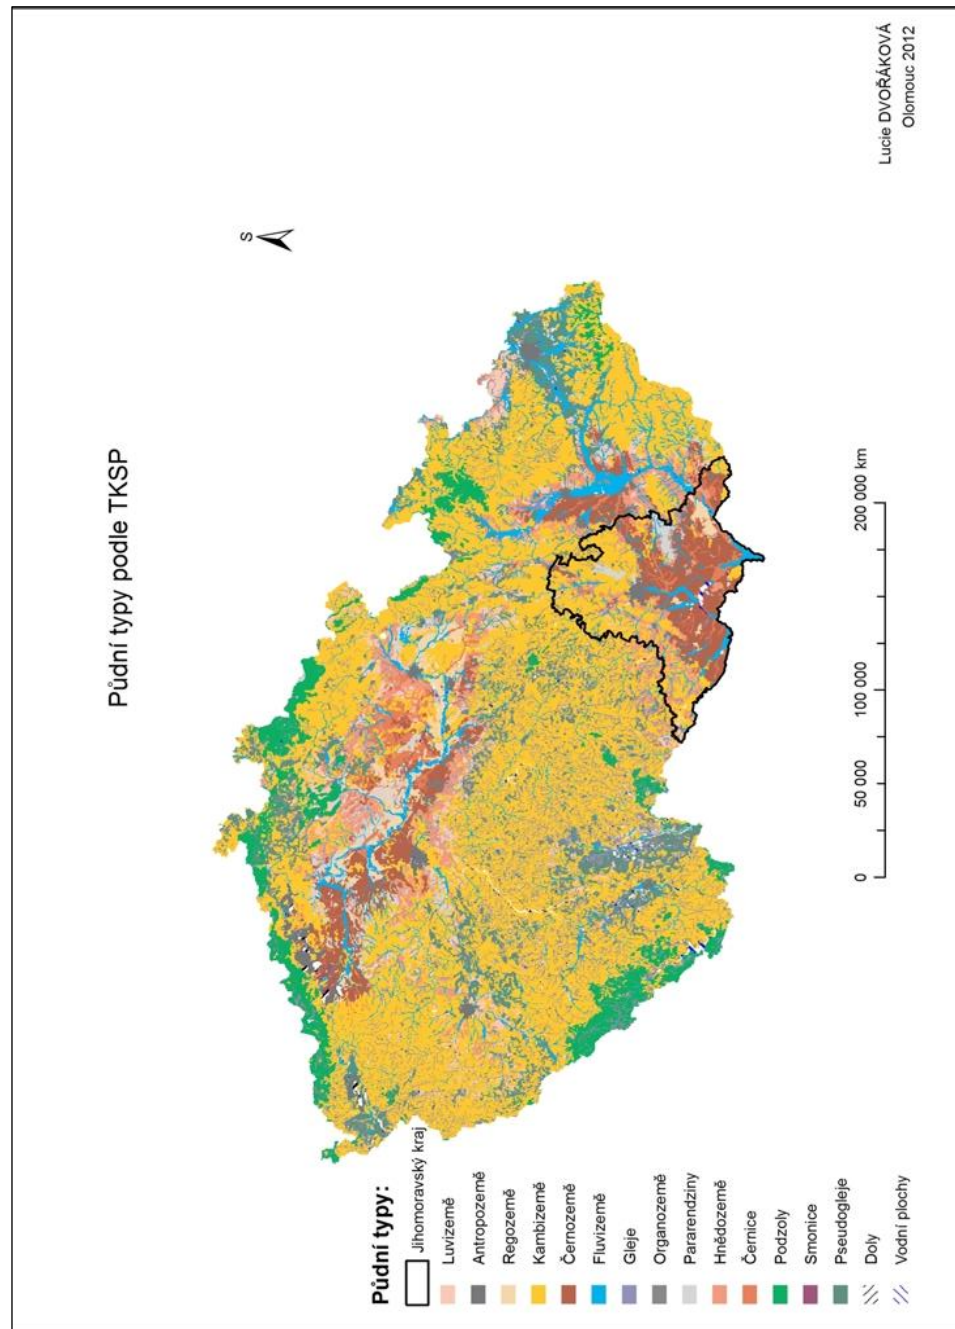 Půdní typy podle TKSP
S
Půdní typy:
Jihomoravský kraj
Luvizemě
Antropozemě
Regozemě
Kambizemě
Černozemě
Fluvizemě
Gleje
Organozemě
Pararendziny
Hnědozemě
Černice
Podzoly
Smonice
Pseudogleje
Doly
Vodní plochy
0 50 000 100 000 200 000 km
Lucie DVOŘÁKOVÁ
Olomouc 2012